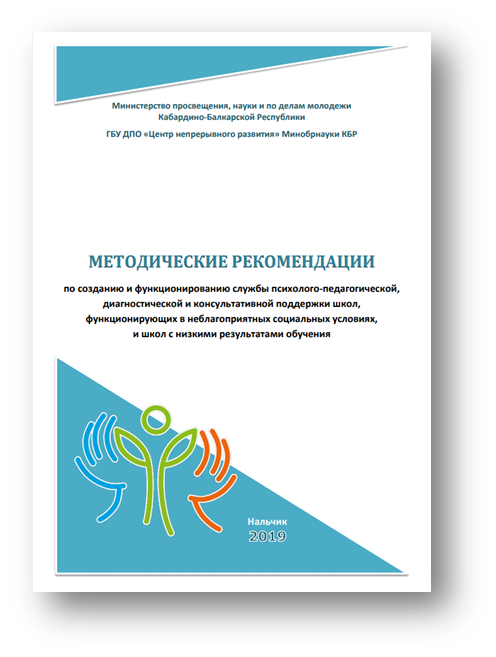 Министерство просвещения, науки и по делам молодежи
Кабардино-Балкарской Республики
ГБУ ДПО «Центр непрерывного развития» Минобрнауки КБР
МЕТОДИЧЕСКИЕ РЕКОМЕНДАЦИИ
по созданию и функционированию службы психолого-педагогической,
диагностической и консультативной поддержки школ,
функционирующих в неблагоприятных социальных условиях,
и школ с низкими результатами обучения
Нальчик
2019